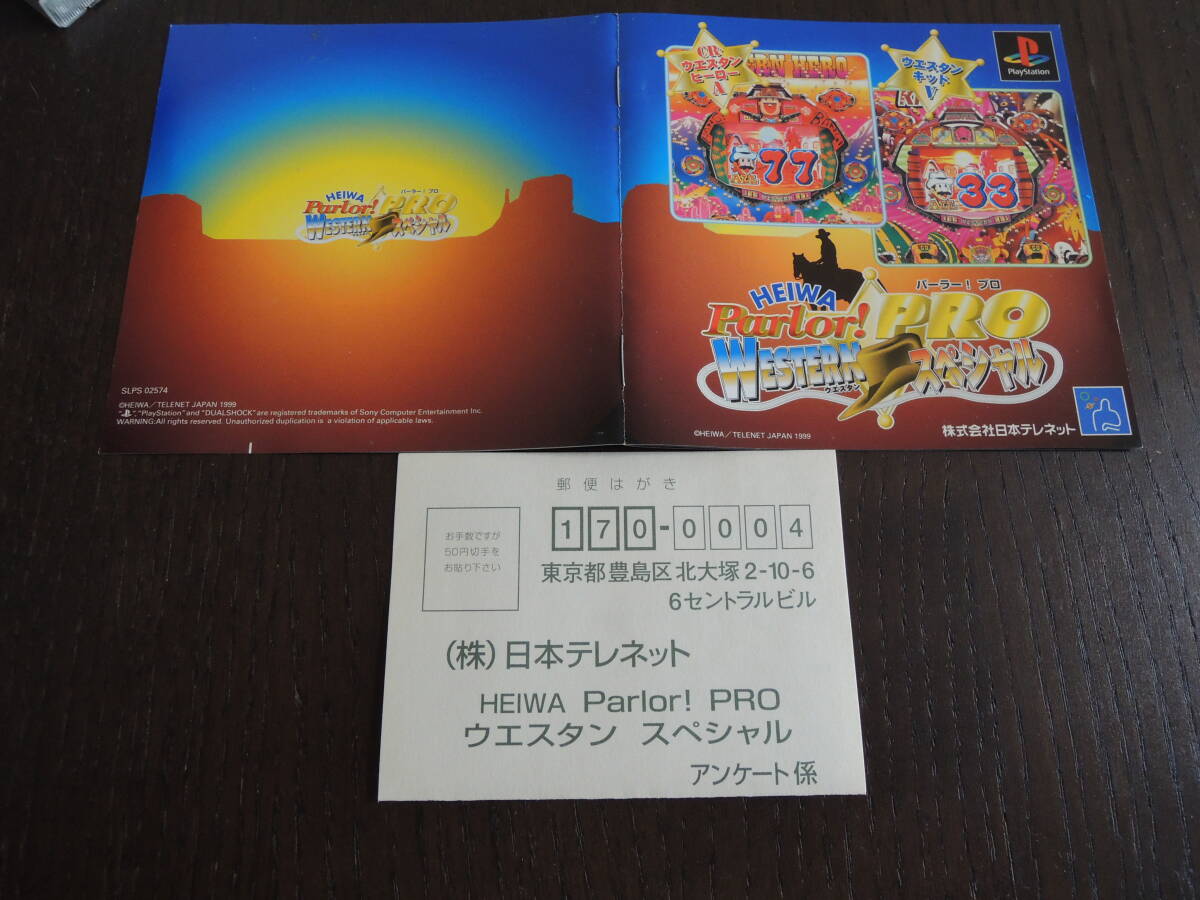 HEIWA
パーラー！プロ
Parlor! PRO
WESTERN スペシャル
SLPS 02574
©HEIWA／TELENET JAPAN 1999
"PlayStation" and "DUALSHOCK" are registered trademarks of Sony Computer Entertainment Inc.
WARNING:All rights reserved. Unauthorized duplication is a violation of applicable laws.
CR
ウエスタン
ヒーロー
A
ウエスタン
キッド
V
PlayStation
RN HERO
77
33
HEIWA
パーラー！プロ
Parlor! PRO
WESTERN スペシャル
ウエスタン
©HEIWA／TELENET JAPAN 1999
株式会社日本テレネット
郵便はがき
お手数ですが
50円切手を
お貼り下さい
170-0004
東京都豊島区北大塚2-10-6
6セントラルビル
(株)日本テレネット
HEIWA Parlor! PRO
ウエスタン スペシャル
アンケート係